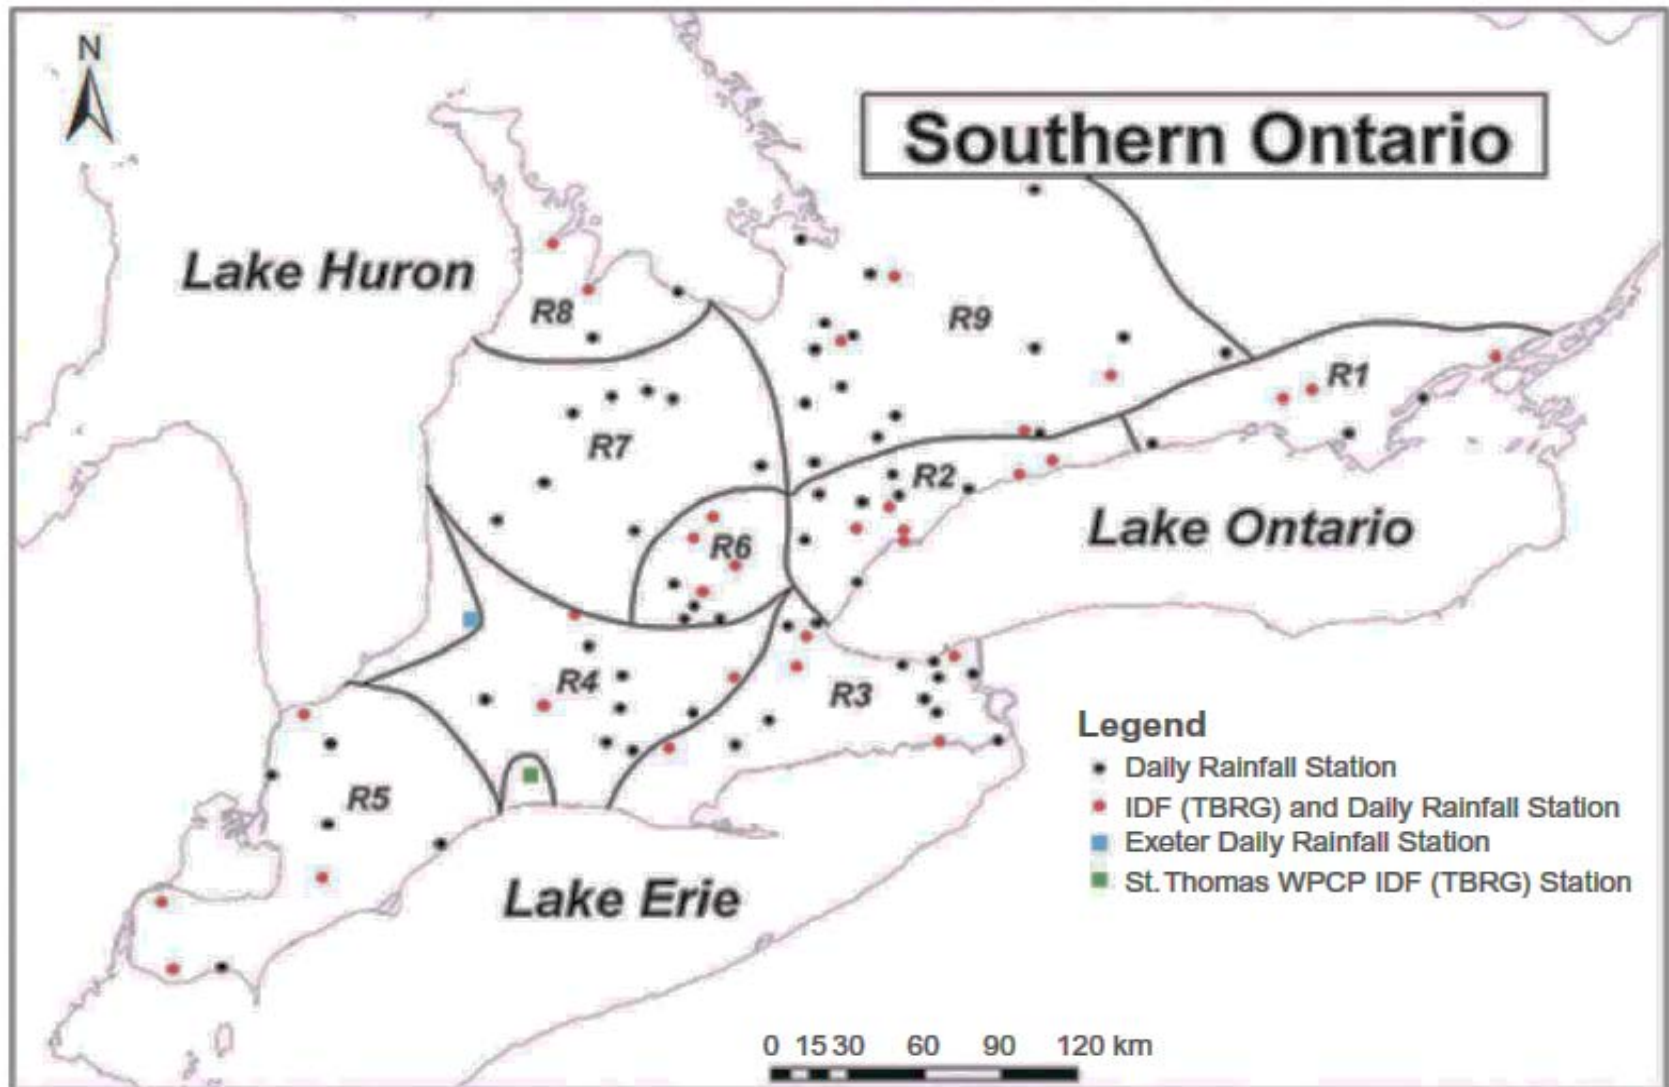 N
Southern Ontario
Lake Huron
R8
R9
R1
R7
R2
R6
Lake Ontario
R4
R3
R5
Lake Erie
Legend
Daily Rainfall Station
IDF (TBRG) and Daily Rainfall Station
Exeter Daily Rainfall Station
St. Thomas WPCP IDF (TBRG) Station
0 15 30 60 90 120 km